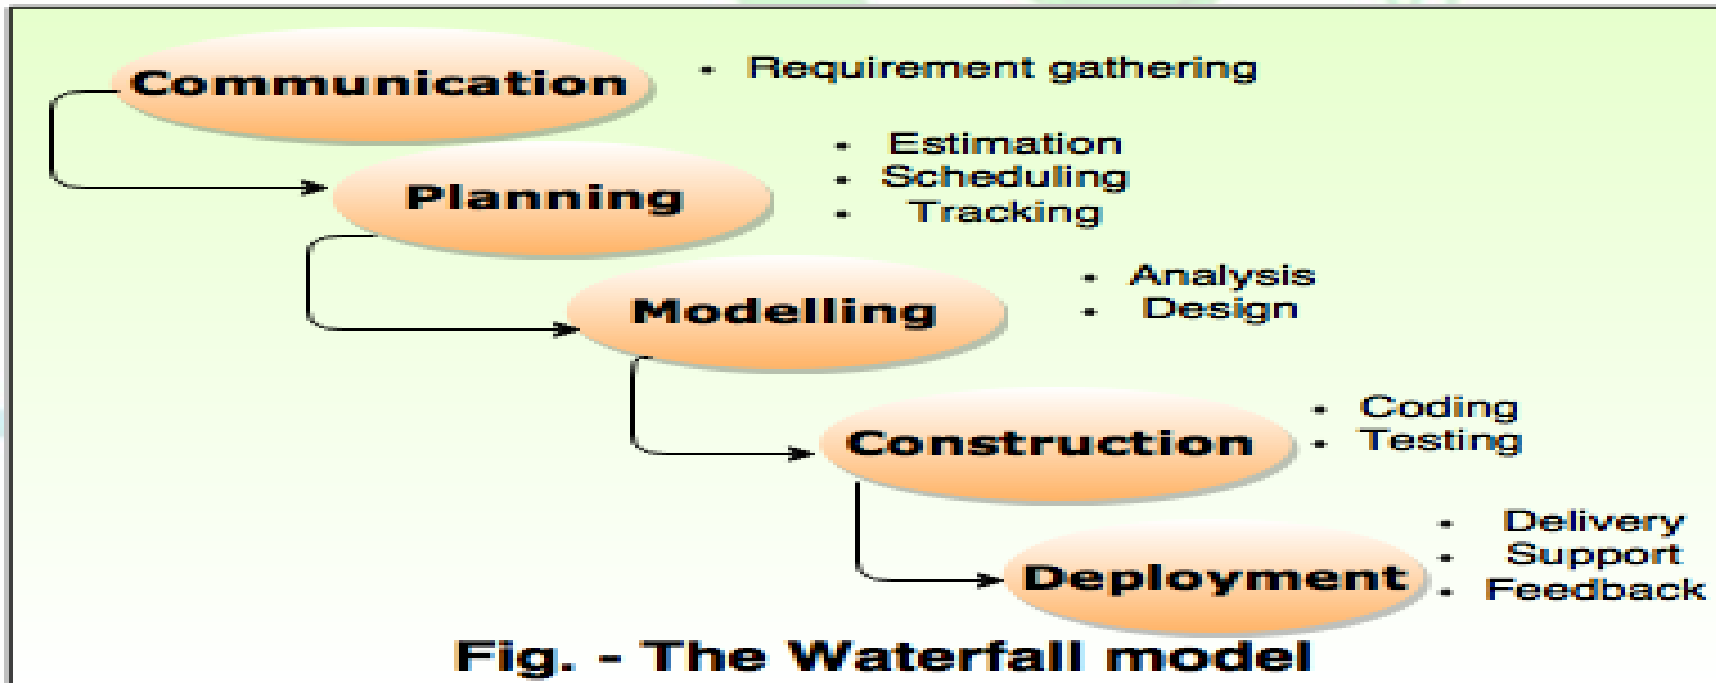 Communication
• Requirement gathering
Planning
• Estimation
• Scheduling
• Tracking
Modelling
• Analysis
• Design
Construction
• Coding
• Testing
Deployment
• Delivery
• Support
• Feedback
Fig. - The Waterfall model